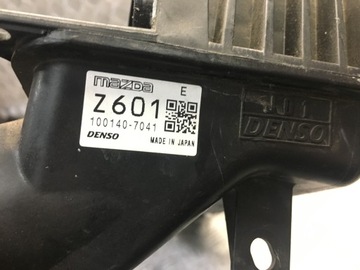 mazda E
Z601
100140-7041
DENSO MADE IN JAPAN
DENSO